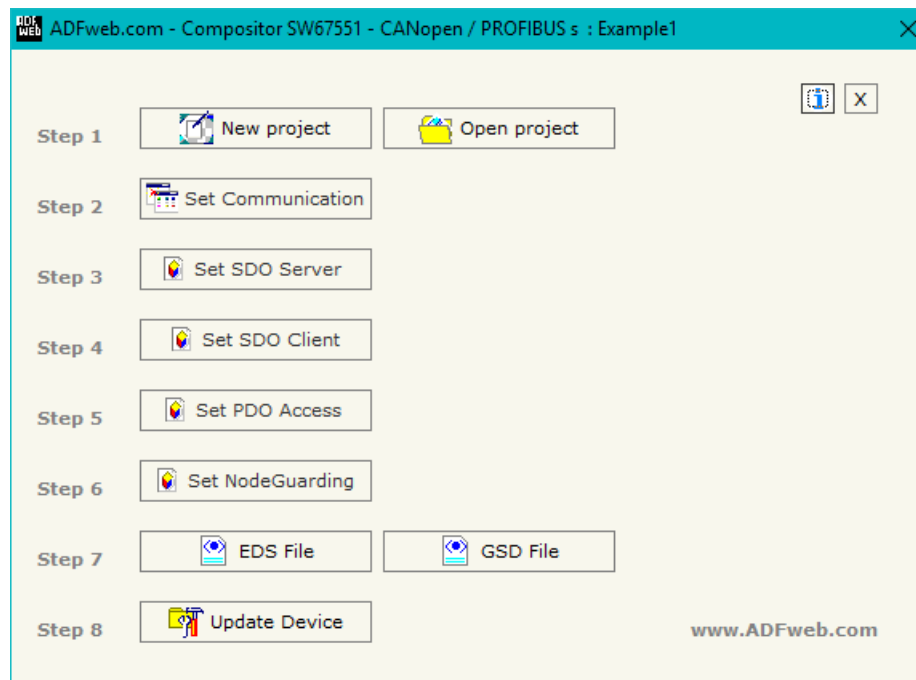 ADF
WEB
ADFweb.com - Compositor SW67551 - CANopen / PROFIBUS s : Example1
i X
Step 1 New project Open project
Step 2 Set Communication
Step 3 Set SDO Server
Step 4 Set SDO Client
Step 5 Set PDO Access
Step 6 Set NodeGuarding
Step 7 EDS File GSD File
Step 8 Update Device
www.ADFweb.com